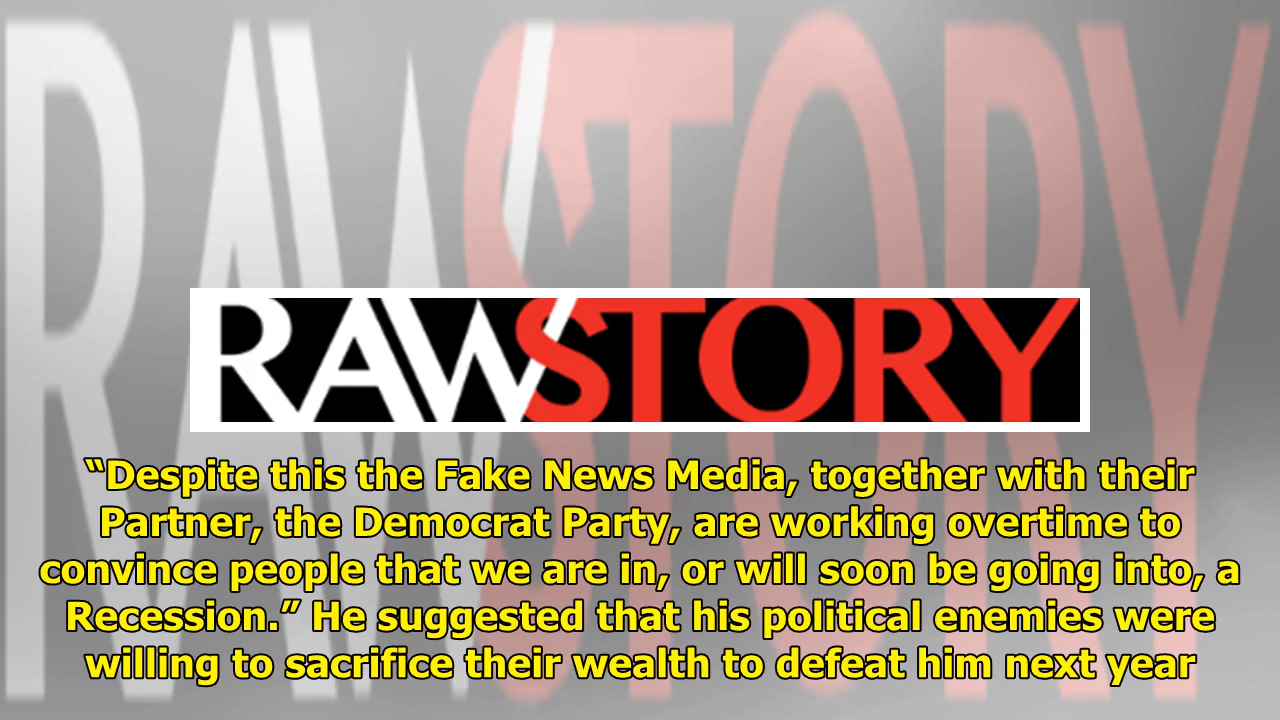 RAWSTORY
RAWSTORY
“Despite this the Fake News Media, together with their
Partner, the Democrat Party, are working overtime to
convince people that we are in, or will soon be going into, a
Recession.” He suggested that his political enemies were
willing to sacrifice their wealth to defeat him next year